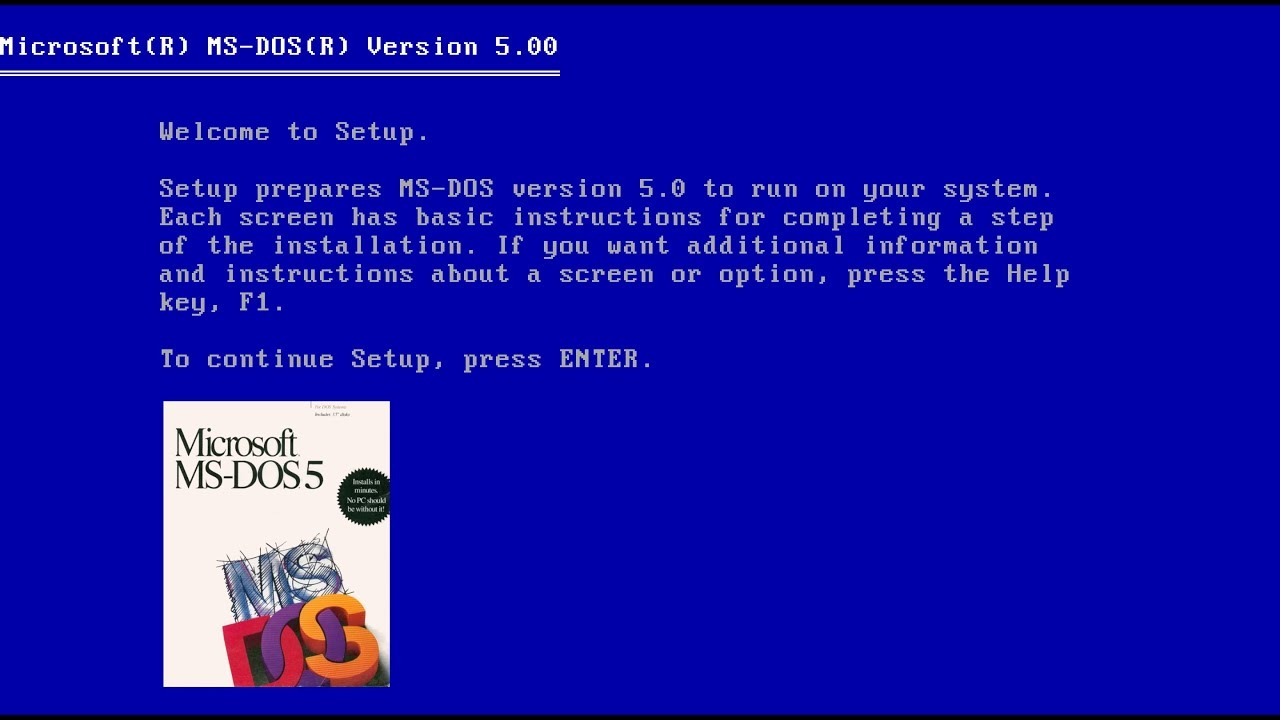 Microsoft(R) MS-DOS(R) Version 5.00
Welcome to Setup.
Setup prepares MS-DOS version 5.0 to run on your system.
Each screen has basic instructions for completing a step
of the installation. If you want additional information
and instructions about a screen or option, press the Help
key, F1.
To continue Setup, press ENTER.
For DOS Systems
Includes 3.5" disks
Microsoft
MS-DOS 5
Installs in
minutes.
No PC should
be without it!
MS
DOS